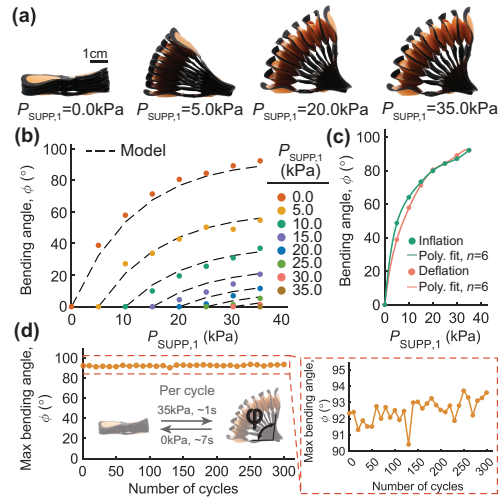 (a)
1cm
P_SUPP,1=0.0kPa P_SUPP,1=5.0kPa P_SUPP,1=20.0kPa P_SUPP,1=35.0kPa
(b)
Bending angle, ϕ (°)
100
80
60
40
20
0
0 10 20 30 40
P_SUPP,1 (kPa)
Model
P_SUPP,1
(kPa)
0.0
5.0
10.0
15.0
20.0
25.0
30.0
35.0
(c)
Bending angle, ϕ (°)
100
80
60
40
20
0
0 10 20 30 40
P_SUPP,1 (kPa)
Inflation
Poly. fit, n=6
Deflation
Poly. fit, n=6
(d)
Max bending angle,
ϕ (°)
100
80
60
40
20
0
0 50 100 150 200 250 300
Number of cycles
Per cycle
35kPa, ~1s
0kPa, ~7s
φ
Max bending angle,
ϕ (°)
95
94
93
92
91
90
0 50 100 150 200 250 300
Number of cycles